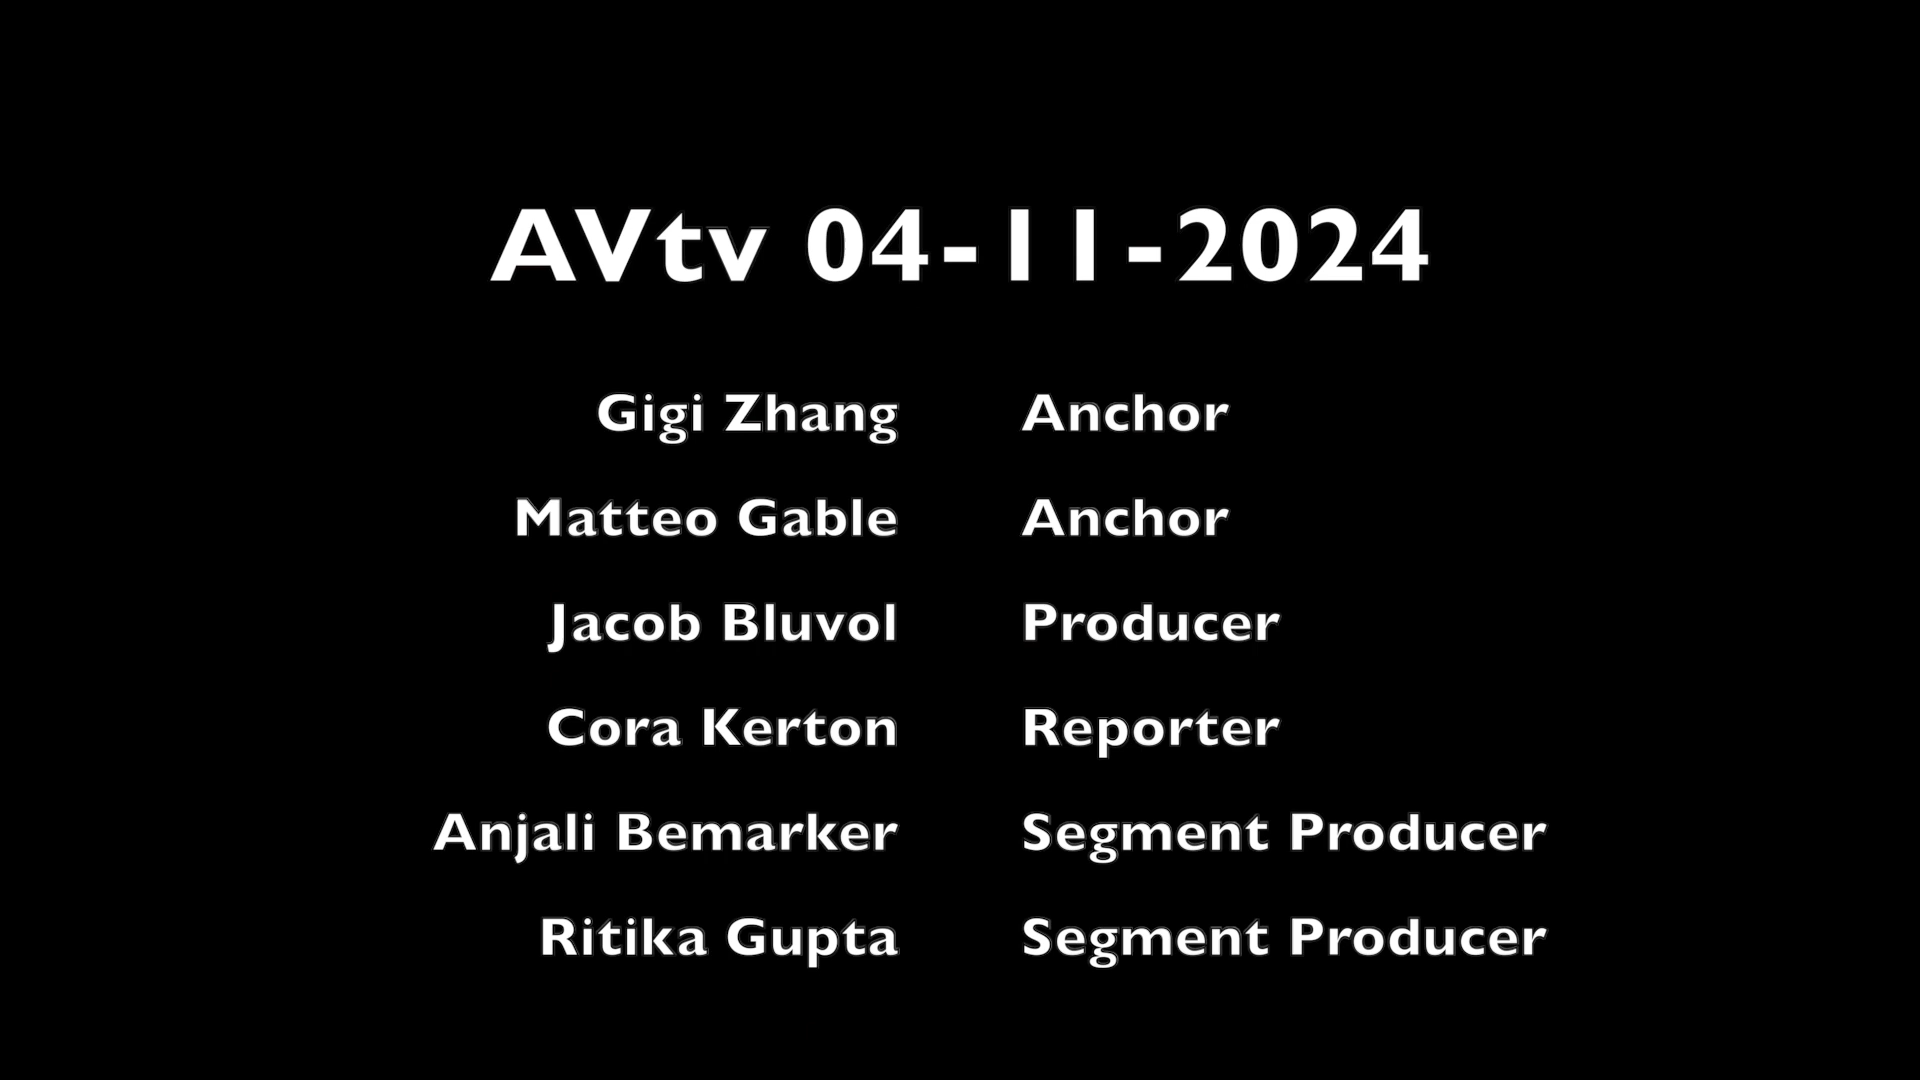 AVtv 04-11-2024
Gigi Zhang Anchor
Matteo Gable Anchor
Jacob Bluvol Producer
Cora Kerton Reporter
Anjali Bemarker Segment Producer
Ritika Gupta Segment Producer